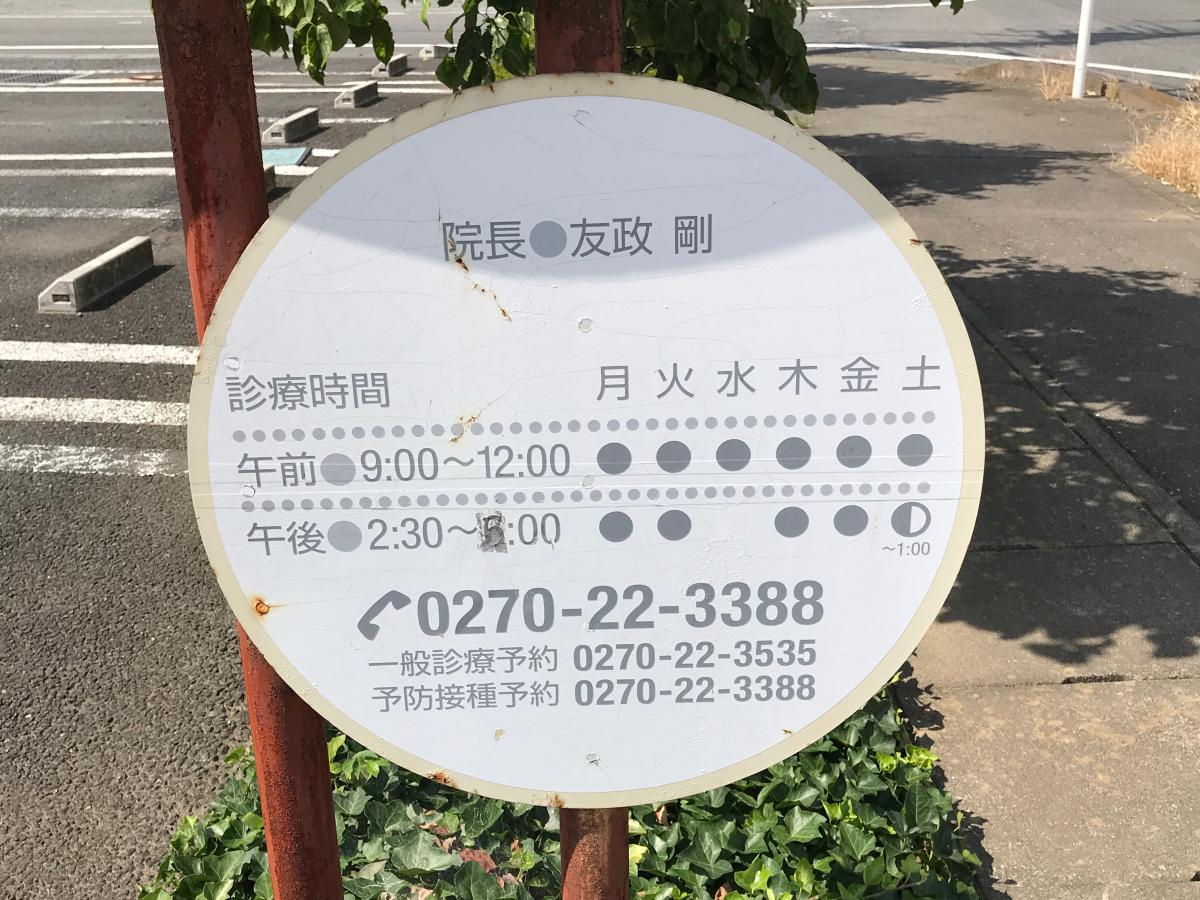 院長●友政 剛
診療時間 月 火 水 木 金 土
午前●9:00～12:00 ● ● ● ● ● ●
午後●2:30～ :00 ● ● ● ● ◐
～1:00
0270-22-3388
一般診療予約 0270-22-3535
予防接種予約 0270-22-3388